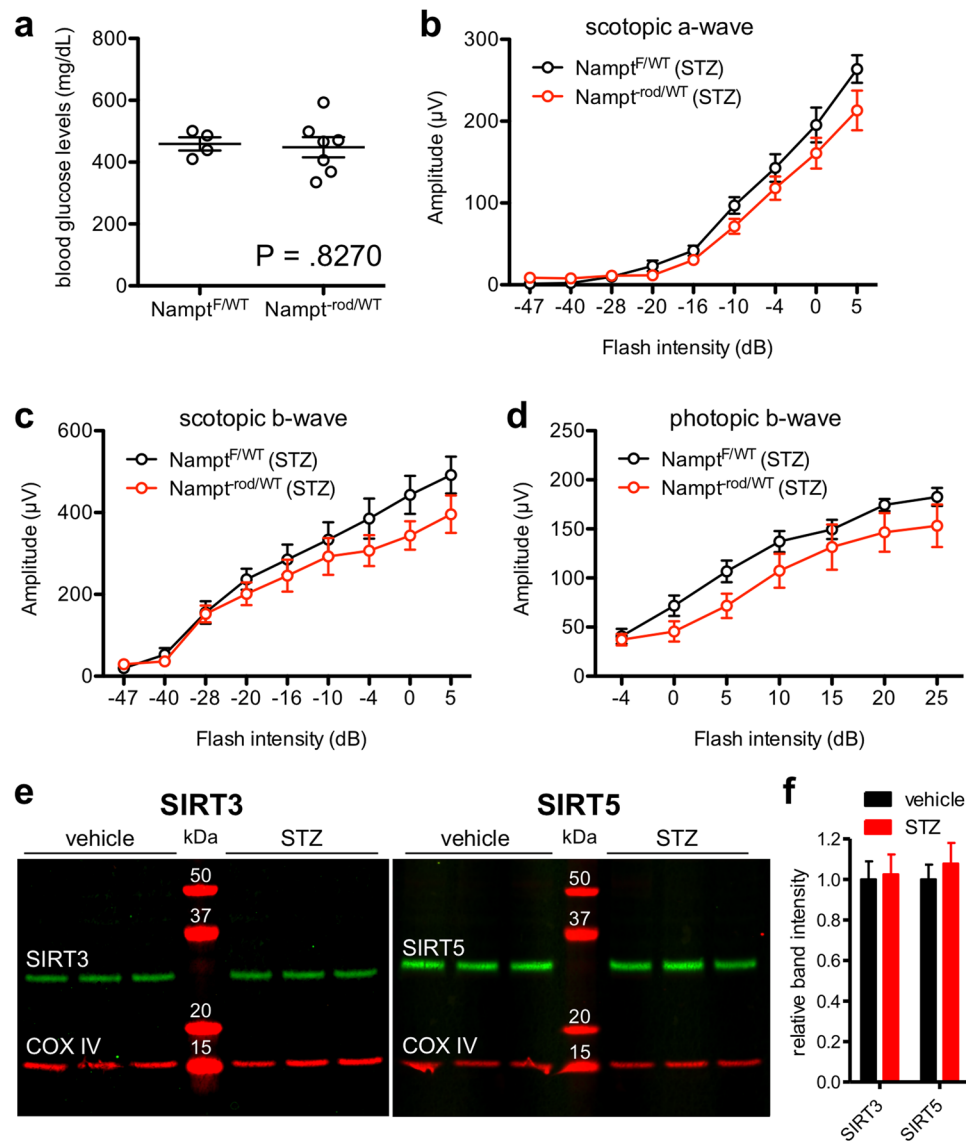 a
800
600
400
200
0
blood glucose levels (mg/dL)
P = .8270
Nampt^F/WT
Nampt^-rod/WT
b
scotopic a-wave
300
200
100
0
Amplitude (µV)
Nampt^F/WT (STZ)
Nampt^-rod/WT (STZ)
-47 -40 -28 -20 -16 -10 -4 0 5
Flash intensity (dB)
c
scotopic b-wave
600
400
200
0
Amplitude (µV)
Nampt^F/WT (STZ)
Nampt^-rod/WT (STZ)
-47 -40 -28 -20 -16 -10 -4 0 5
Flash intensity (dB)
d
photopic b-wave
250
200
150
100
50
0
Amplitude (µV)
Nampt^F/WT (STZ)
Nampt^-rod/WT (STZ)
-4 0 5 10 15 20 25
Flash intensity (dB)
e
SIRT3
vehicle kDa STZ
50
37
SIRT3
20
COX IV 15
SIRT5
vehicle kDa STZ
50
37
SIRT5
20
COX IV 15
f
vehicle
STZ
1.2
1.0
0.8
0.6
0.4
0.2
0.0
relative band intensity
SIRT3
SIRT5